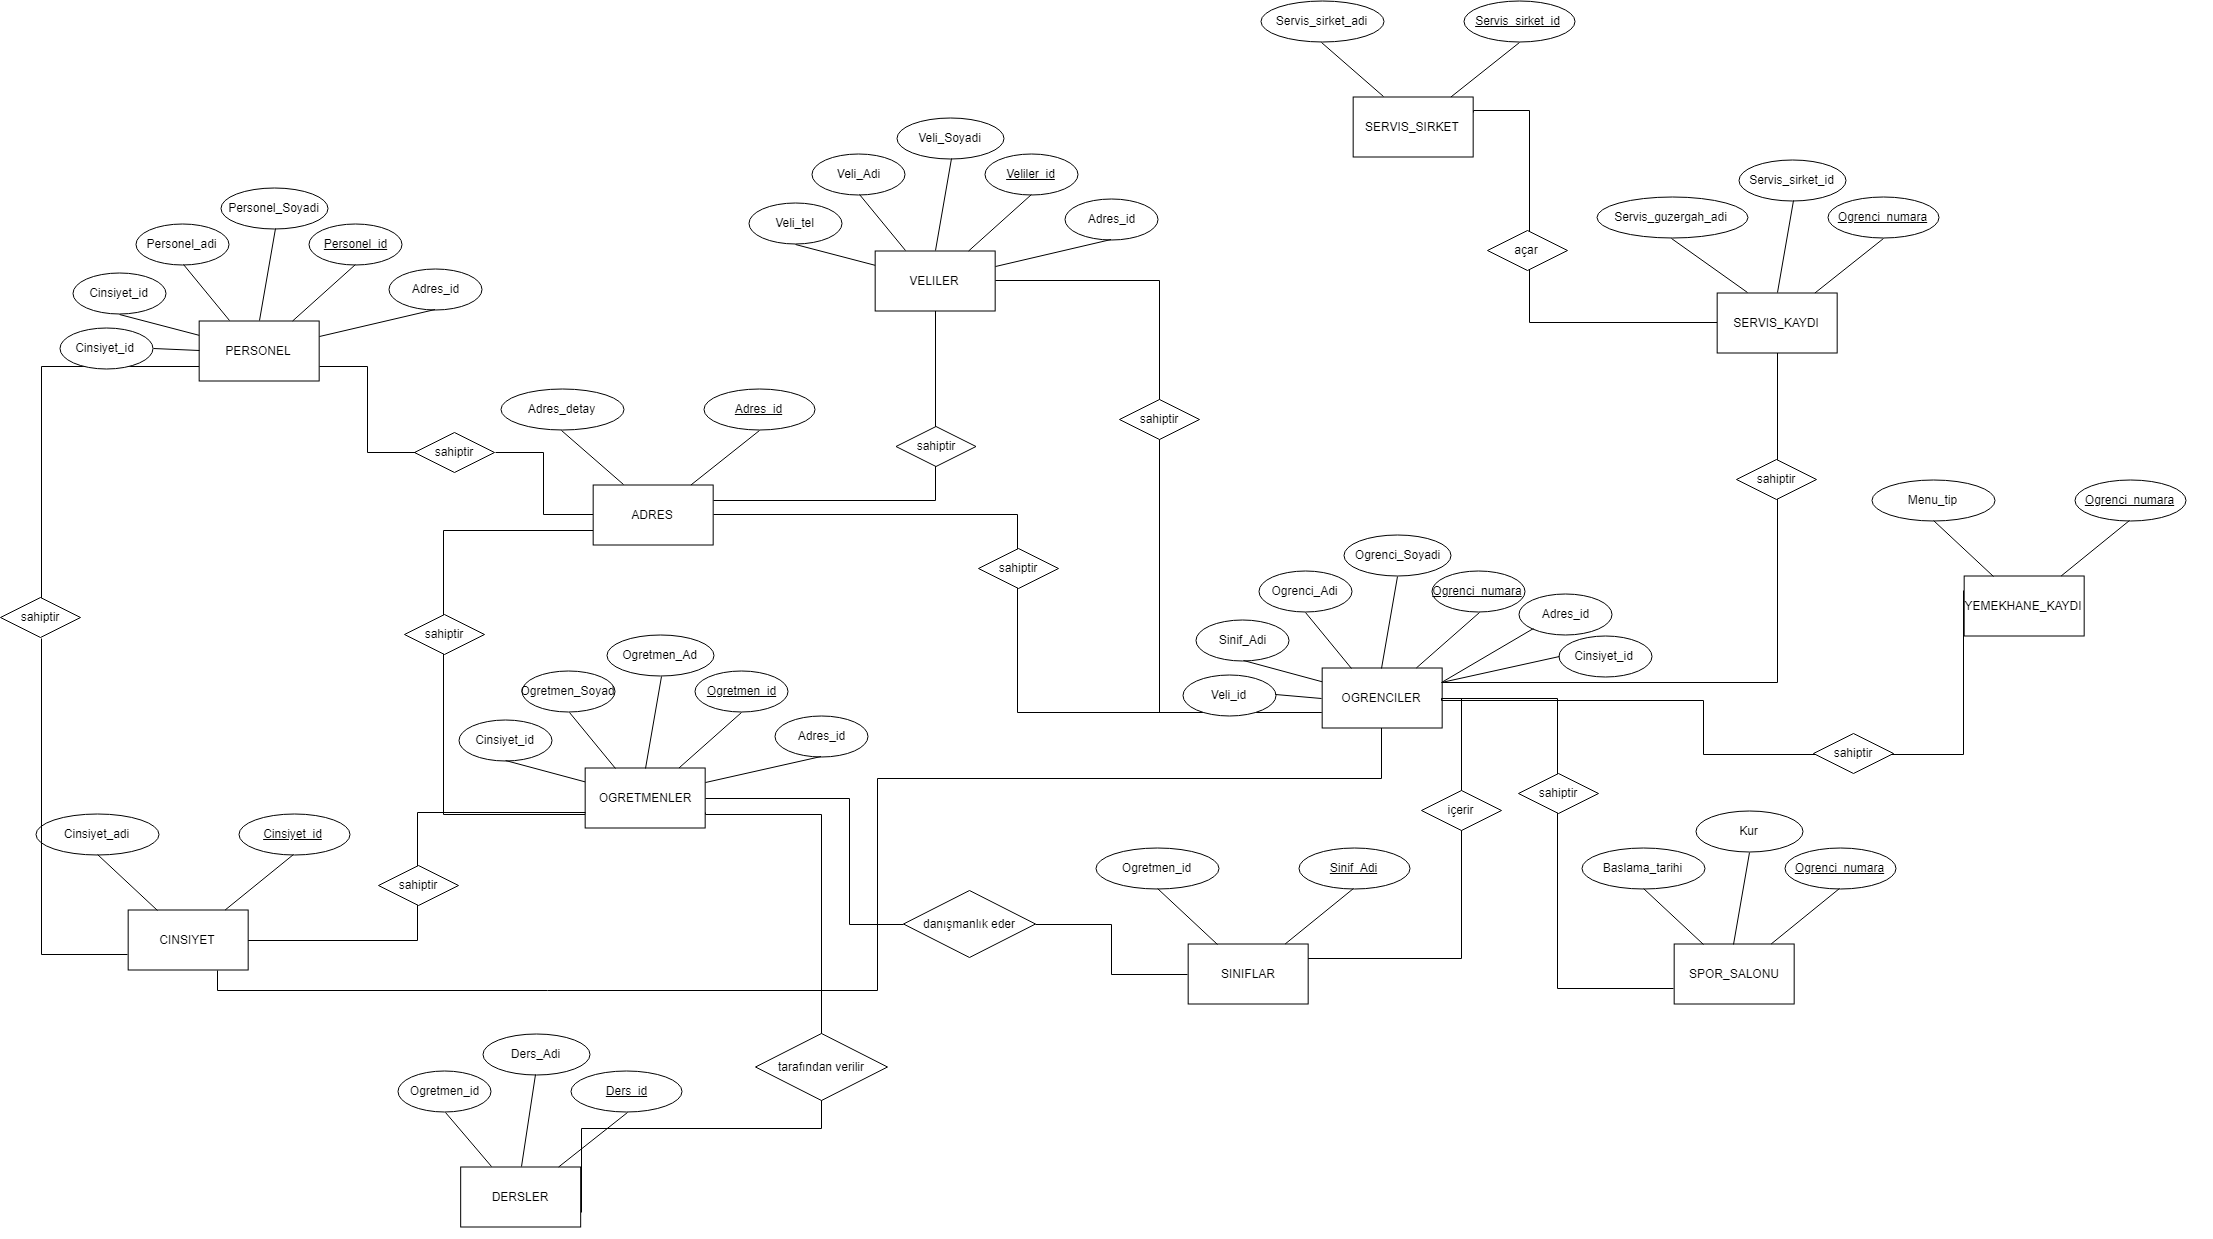 Servis_sirket_adi
Servis_sirket_id
SERVIS_SIRKET
Veli_Soyadi
Veli_Adi
Veliler_id
Veli_tel
Adres_id
VELILER
Servis_sirket_id
Servis_guzergah_adi
Ogrenci_numara
açar
SERVIS_KAYDI
Personel_Soyadi
Personel_adi
Personel_id
Cinsiyet_id
Adres_id
Cinsiyet_id
PERSONEL
sahiptir
Adres_detay
Adres_id
sahiptir
sahiptir
ADRES
sahiptir
sahiptir
Menu_tip
Ogrenci_numara
YEMEKHANE_KAYDI
Ogrenci_Soyadi
Ogrenci_Adi
Ogrenci_numara
Adres_id
Sinif_Adi
Cinsiyet_id
Veli_id
OGRENCILER
sahiptir
sahiptir
Ogretmen_Ad
Ogretmen_Soyad
Ogretmen_id
Cinsiyet_id
Adres_id
OGRETMENLER
sahiptir
sahiptir
içerir
Cinsiyet_adi
Cinsiyet_id
sahiptir
CINSIYET
danışmanlık eder
Ogretmen_id
Sinif_Adi
SINIFLAR
Kur
Baslama_tarihi
Ogrenci_numara
SPOR_SALONU
Ders_Adi
Ogretmen_id
Ders_id
tarafından verilir
DERSLER